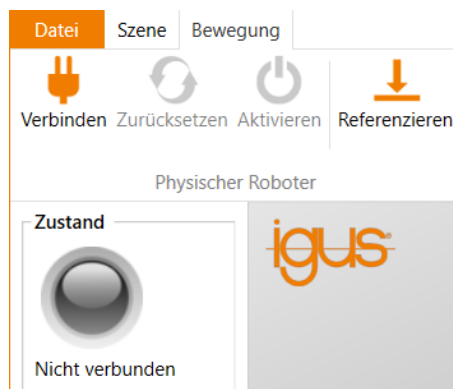 Datei Szene Bewegung
Verbinden Zurücksetzen Aktivieren Referenzieren
Physischer Roboter
Zustand
igus®
Nicht verbunden